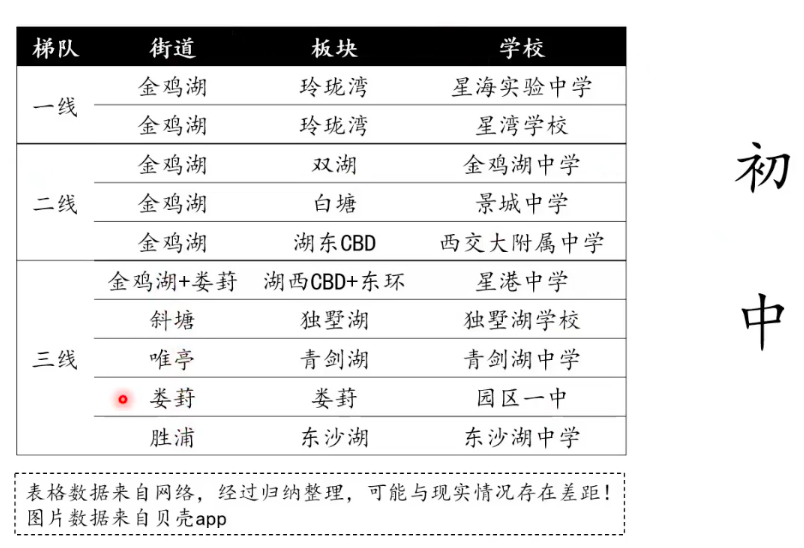 梯队 街道 板块 学校
一线
金鸡湖 玲珑湾 星海实验中学
金鸡湖 玲珑湾 星湾学校
二线
金鸡湖 双湖 金鸡湖中学
金鸡湖 白塘 景城中学
金鸡湖 湖东CBD 西交大附属中学
三线
金鸡湖+娄葑 湖西CBD+东环 星港中学
斜塘 独墅湖 独墅湖学校
唯亭 青剑湖 青剑湖中学
娄葑 娄葑 园区一中
胜浦 东沙湖 东沙湖中学
表格数据来自网络，经过归纳整理，可能与现实情况存在差距！
图片数据来自贝壳app
初
中